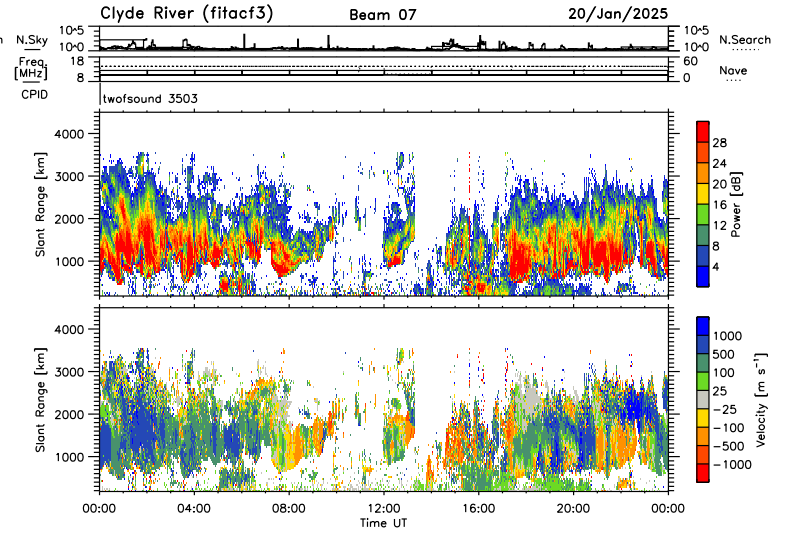 Clyde River (fitacf3) Beam 07 20/Jan/2025
N.Sky 10^5 10^5 N.Search
10^0 10^0
Freq. 18 60
[MHz] 8 0 Nave
CPID twofsound 3503
Slant Range [km]
4000
3000
2000
1000
Power [dB]
28
24
20
16
12
8
4
Slant Range [km]
4000
3000
2000
1000
Velocity [m s⁻¹]
1000
500
100
25
−25
−100
−500
−1000
00:00 04:00 08:00 12:00 16:00 20:00 00:00
Time UT